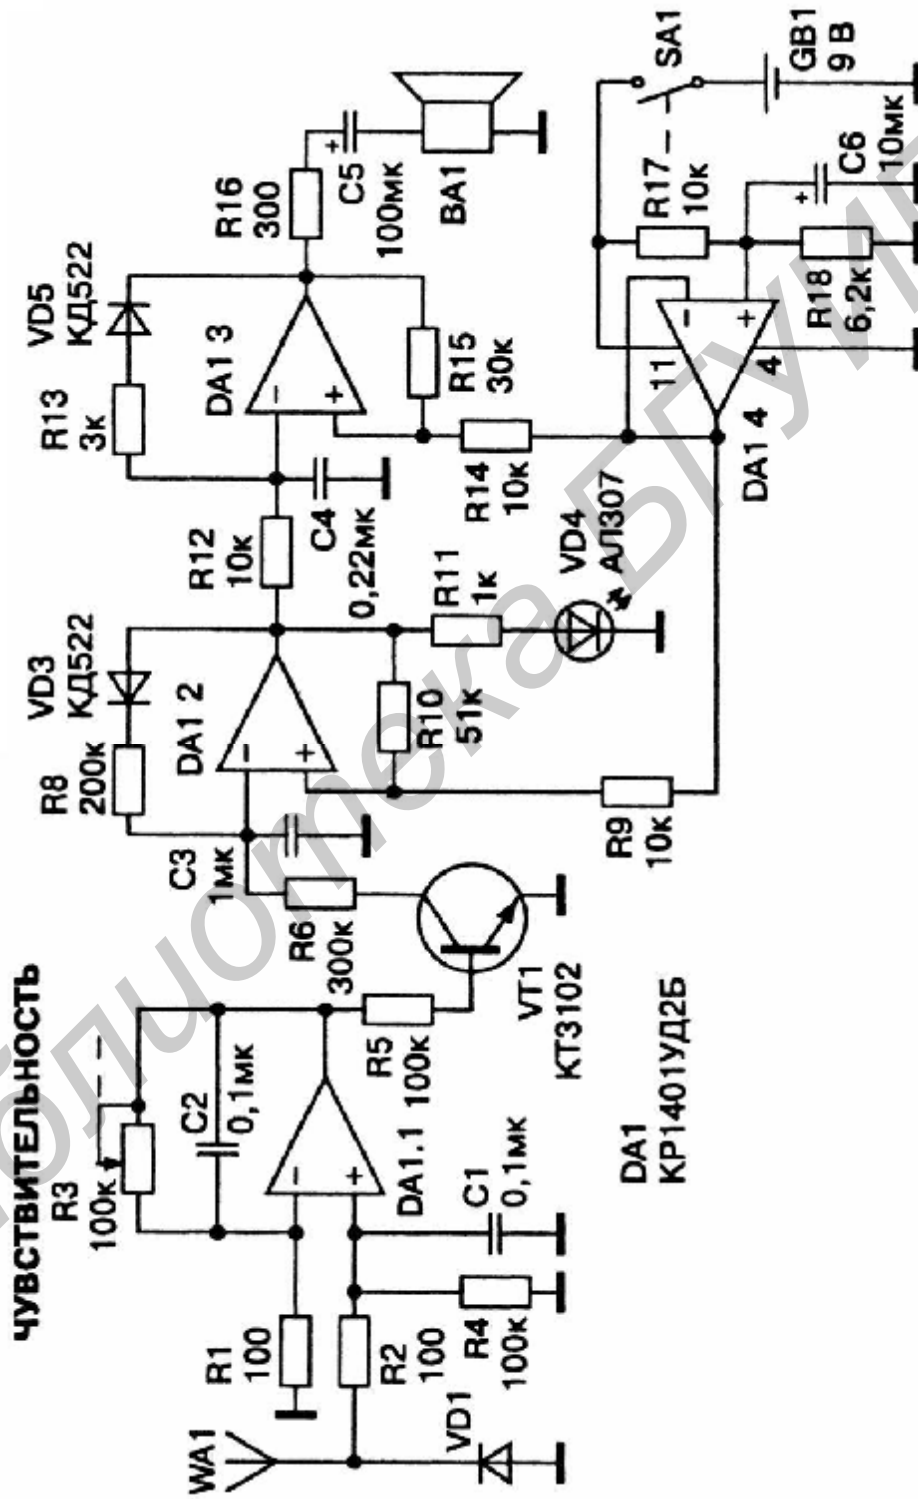 ЧУВСТВИТЕЛЬНОСТЬ
R3
100к
C2
0,1мк
WA1
R1
100
R2
100
VD1
R4
100к
C1
0,1мк
DA1.1
R5
100к
VT1
КТ3102
R6
300к
C3
1мк
R8
200к
VD3
КД522
DA1 2
R10
51к
R9
10к
R11
1к
VD4
АЛ307
R12
10к
C4
0,22мк
R13
3к
VD5
КД522
DA1 3
R14
10к
R15
30к
R16
300
C5
100мк
BA1
DA1 4
11
4
R17
10к
R18
6,2к
C6
10мк
SA1
GB1
9 В
DA1
КР1401УД2Б
библиотека БГУИР